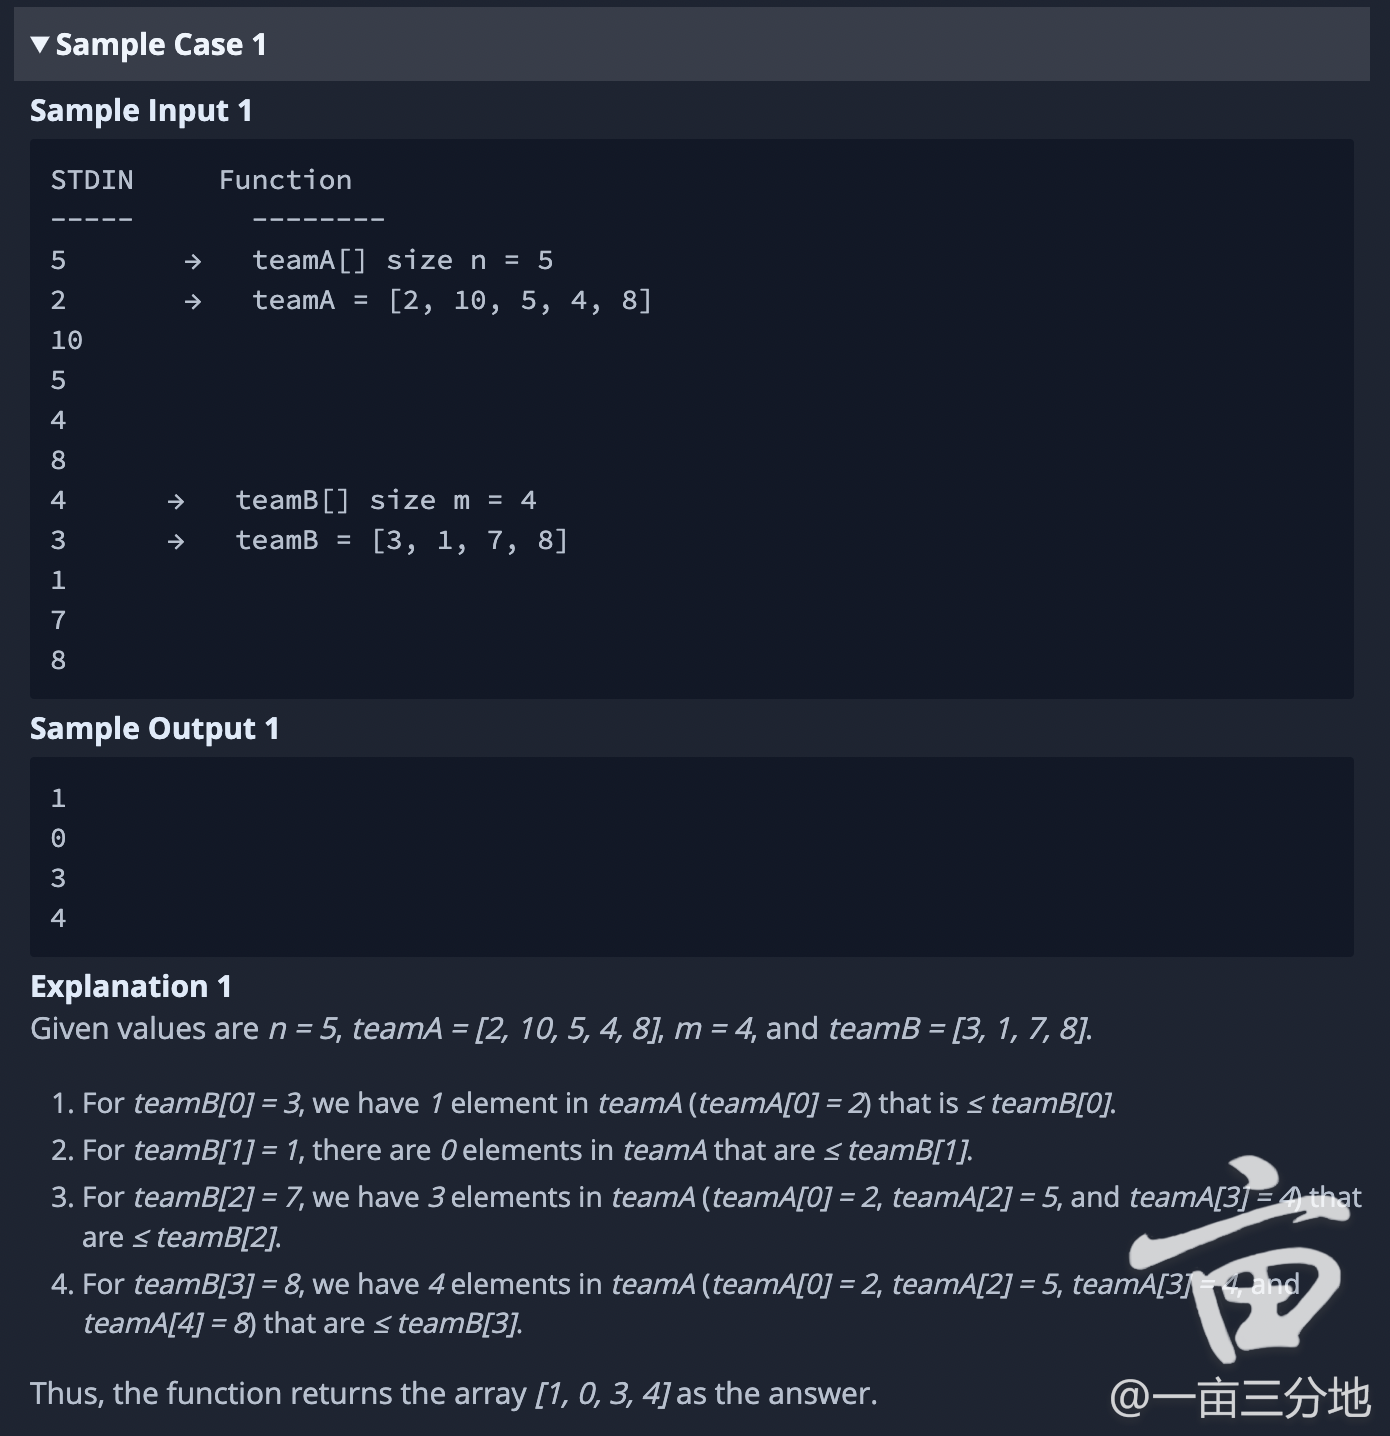 ▼ Sample Case 1
Sample Input 1
STDIN     Function
-----       --------
5       →   teamA[] size n = 5
2       →   teamA = [2, 10, 5, 4, 8]
10
5
4
8
4      →   teamB[] size m = 4
3      →   teamB = [3, 1, 7, 8]
1
7
8
Sample Output 1
1
0
3
4
Explanation 1
Given values are n = 5, teamA = [2, 10, 5, 4, 8], m = 4, and teamB = [3, 1, 7, 8].
1. For teamB[0] = 3, we have 1 element in teamA (teamA[0] = 2) that is ≤ teamB[0].
2. For teamB[1] = 1, there are 0 elements in teamA that are ≤ teamB[1].
3. For teamB[2] = 7, we have 3 elements in teamA (teamA[0] = 2, teamA[2] = 5, and teamA[3] = 4) that
are ≤ teamB[2].
4. For teamB[3] = 8, we have 4 elements in teamA (teamA[0] = 2, teamA[2] = 5, teamA[3] = 4, and
teamA[4] = 8) that are ≤ teamB[3].
Thus, the function returns the array [1, 0, 3, 4] as the answer.
亩
@一亩三分地